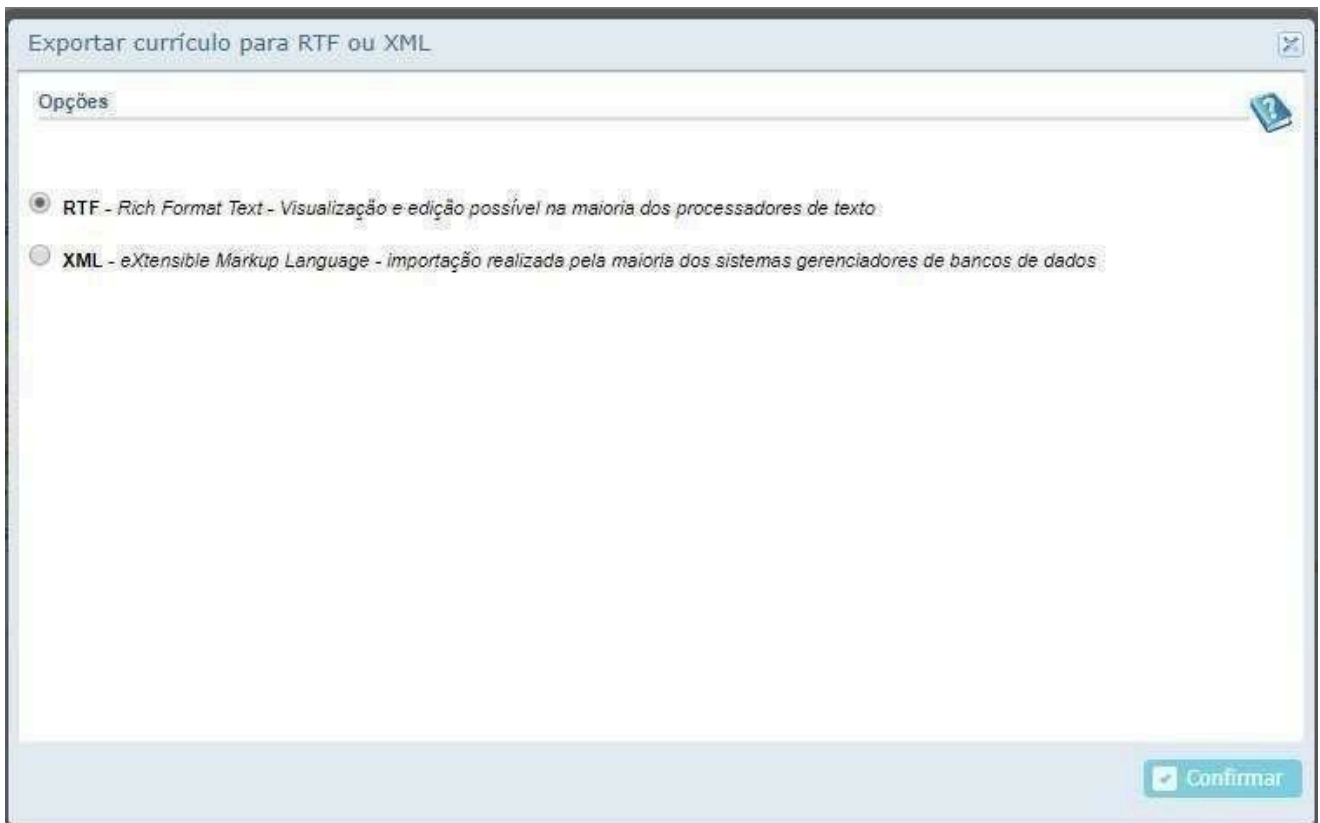 Exportar currículo para RTF ou XML
Opções
RTF - Rich Format Text - Visualização e edição possível na maioria dos processadores de texto
XML - eXtensible Markup Language - importação realizada pela maioria dos sistemas gerenciadores de bancos de dados
Confirmar